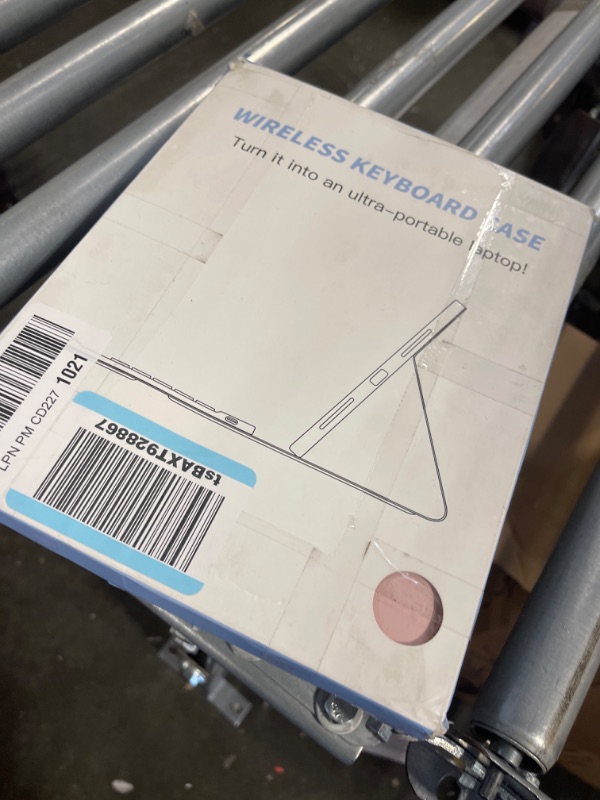 WIRELESS KEYBOARD CASE
Turn it into an ultra-portable laptop!
LPN PM CD227 1021
tsBAXT928867